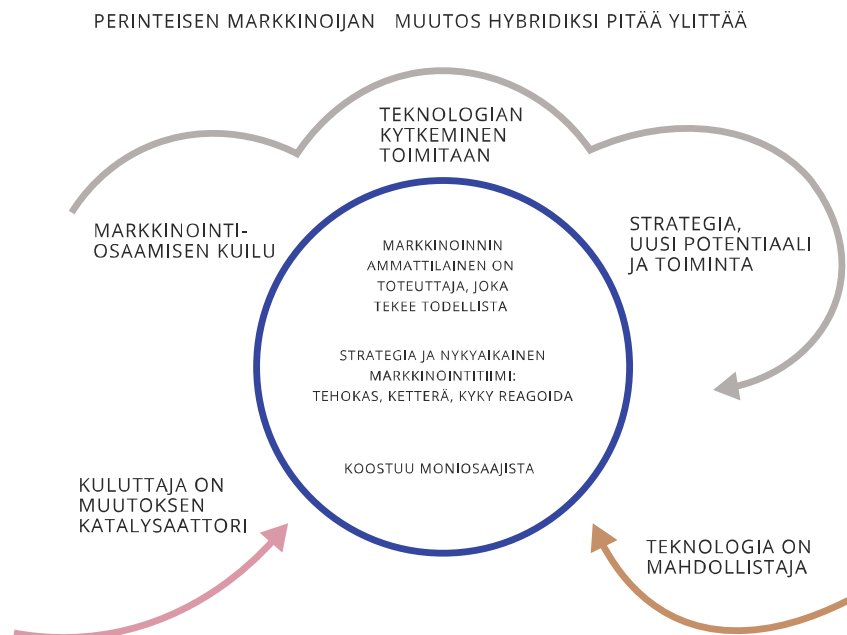 PERINTEISEN MARKKINOIJAN MUUTOS HYBRIDIKSI PITÄÄ YLITTÄÄ
TEKNOLOGIAN
KYTKEMINEN
TOIMITAAN
MARKKINOINTI-
OSAAMISEN KUILU
STRATEGIA,
UUSI POTENTIAALI
JA TOIMINTA
MARKKINOINNIN
AMMATTILAINEN ON
TOTEUTTAJA, JOKA
TEKEE TODELLISTA
STRATEGIA JA NYKYAIKAINEN
MARKKINOINTITIIMI:
TEHOKAS, KETTERÄ, KYKY REAGOIDA
KOOSTUU MONIOSAAJISTA
KULUTTAJA ON
MUUTOKSEN
KATALYSAATTORI
TEKNOLOGIA ON
MAHDOLLISTAJA